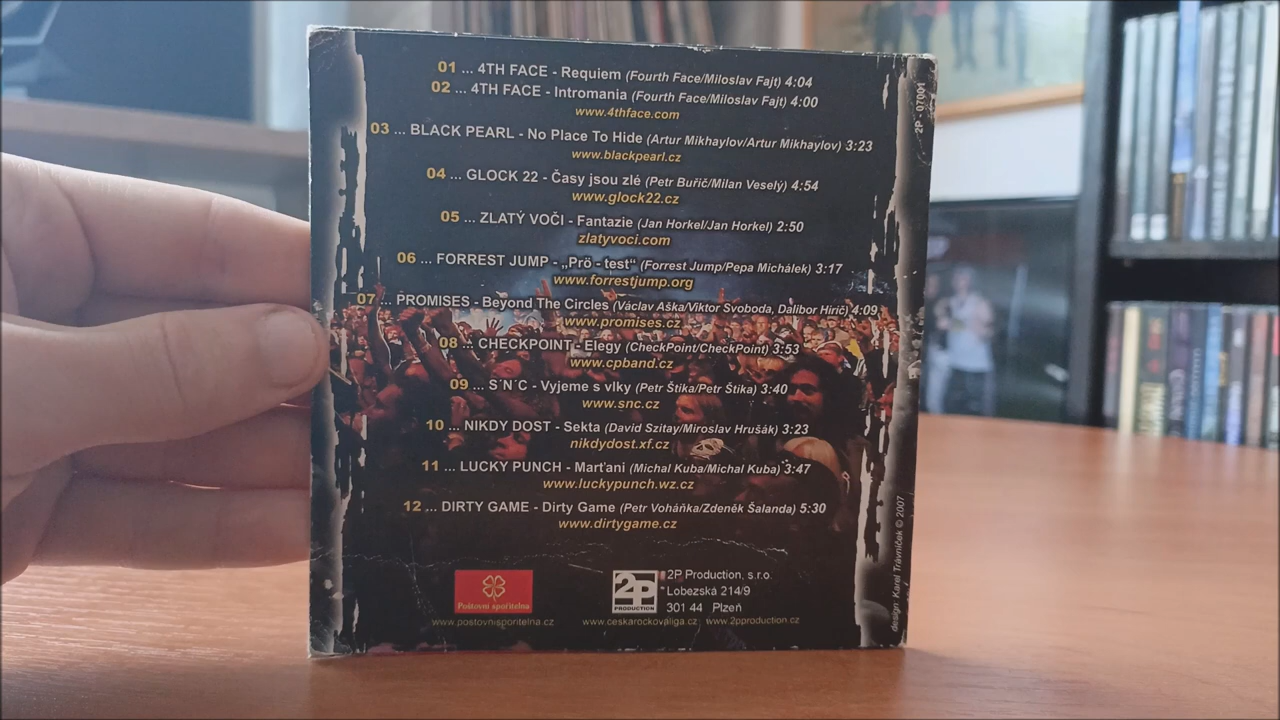 01 ... 4TH FACE - Requiem (Fourth Face/Miloslav Fajt) 4:04
02 ... 4TH FACE - Intromania (Fourth Face/Miloslav Fajt) 4:00
www.4thface.com
03 ... BLACK PEARL - No Place To Hide (Artur Mikhaylov/Artur Mikhaylov) 3:23
www.blackpearl.cz
04 ... GLOCK 22 - Časy jsou zlé (Petr Buřič/Milan Veselý) 4:54
www.glock22.cz
05 ... ZLATÝ VOČI - Fantazie (Jan Horkel/Jan Horkel) 2:50
zlatyvoci.com
06 ... FORREST JUMP - „Prö - test“ (Forrest Jump/Pepa Michálek) 3:17
www.forrestjump.org
07 ... PROMISES - Beyond The Circles (Václav Aška/Viktor Svoboda, Dalibor Hirič) 4:09
www.promises.cz
08 ... CHECKPOINT - Elegy (CheckPoint/CheckPoint) 3:53
www.cpband.cz
09 ... S´N´C - Vyjeme s vlky (Petr Štika/Petr Štika) 3:40
www.snc.cz
10 ... NIKDY DOST - Sekta (David Szitay/Miroslav Hrušák) 3:23
nikdydost.xf.cz
11 ... LUCKY PUNCH - Marťani (Michal Kuba/Michal Kuba) 3:47
www.luckypunch.wz.cz
12 ... DIRTY GAME - Dirty Game (Petr Voháňka/Zdeněk Šalanda) 5:30
www.dirtygame.cz
Poštovní spořitelna
www.postovnisporitelna.cz
2P
PRODUCTION
2P Production, s.r.o.
Lobezská 214/9
301 44 Plzeň
www.ceskarockovaliga.cz www.2pproduction.cz
2P - 07001
design: Karel Trávníček © 2007